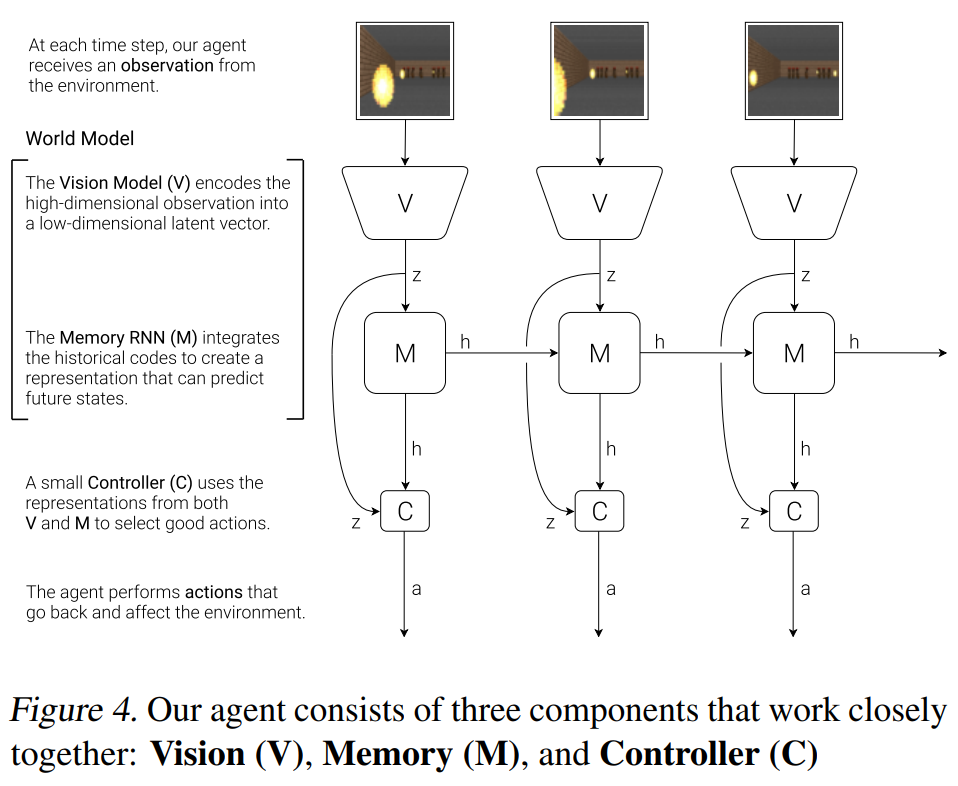 At each time step, our agent
receives an observation from
the environment.
World Model
The Vision Model (V) encodes the
high-dimensional observation into
a low-dimensional latent vector.
The Memory RNN (M) integrates
the historical codes to create a
representation that can predict
future states.
A small Controller (C) uses the
representations from both
V and M to select good actions.
The agent performs actions that
go back and affect the environment.
V
V
V
z
z
z
M
h
M
h
M
h
h
h
h
z
C
z
C
z
C
a
a
a
Figure 4. Our agent consists of three components that work closely
together: Vision (V), Memory (M), and Controller (C)